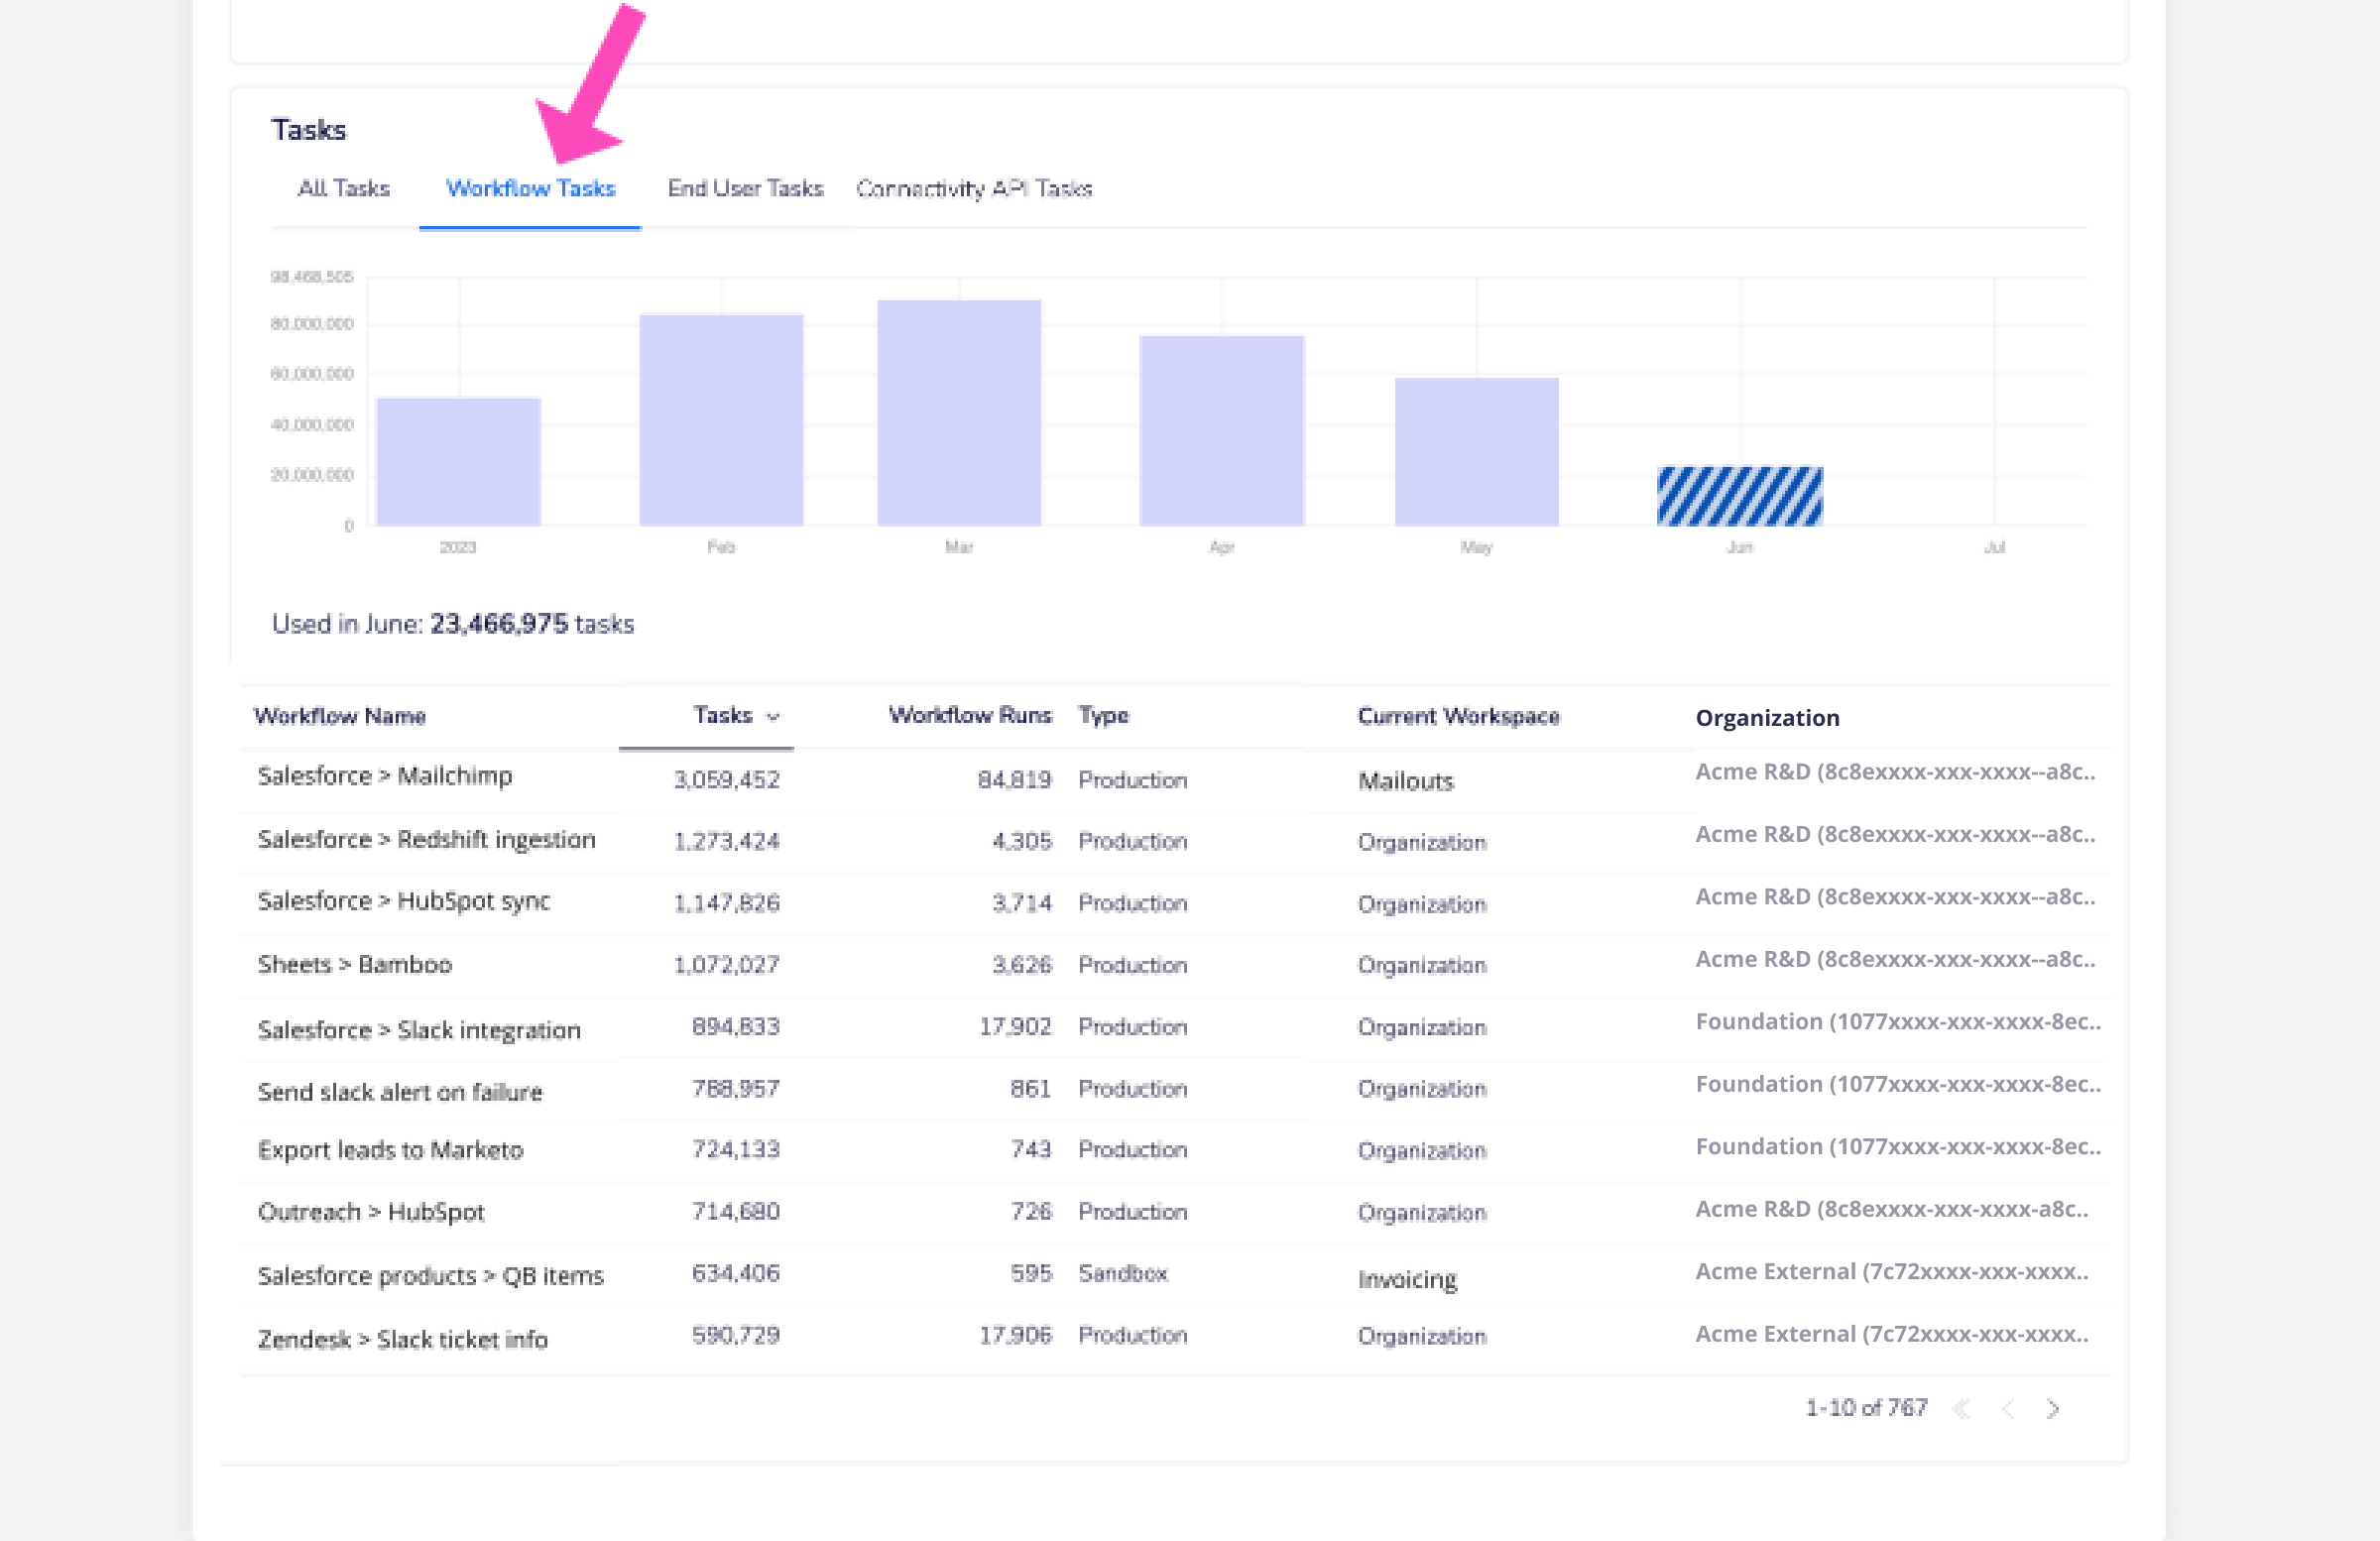 Tasks
All Tasks Workflow Tasks End User Tasks Connectivity API Tasks
98,468,505
80,000,000
60,000,000
40,000,000
20,000,000
0
2023 Feb Mar Apr May Jun Jul
Used in June: 23,466,975 tasks
Workflow Name Tasks Workflow Runs Type Current Workspace Organization
Salesforce > Mailchimp 3,059,452 84,819 Production Mailouts Acme R&D (8c8exxxx-xxx-xxxx--a8c..
Salesforce > Redshift ingestion 1,273,424 4,305 Production Organization Acme R&D (8c8exxxx-xxx-xxxx--a8c..
Salesforce > HubSpot sync 1,147,826 3,714 Production Organization Acme R&D (8c8exxxx-xxx-xxxx--a8c..
Sheets > Bamboo 1,072,027 3,626 Production Organization Acme R&D (8c8exxxx-xxx-xxxx--a8c..
Salesforce > Slack integration 894,833 17,902 Production Organization Foundation (1077xxxx-xxx-xxxx-8ec..
Send slack alert on failure 788,957 861 Production Organization Foundation (1077xxxx-xxx-xxxx-8ec..
Export leads to Marketo 724,133 743 Production Organization Foundation (1077xxxx-xxx-xxxx-8ec..
Outreach > HubSpot 714,680 726 Production Organization Acme R&D (8c8exxxx-xxx-xxxx-a8c..
Salesforce products > QB items 634,406 595 Sandbox Invoicing Acme External (7c72xxxx-xxx-xxxx..
Zendesk > Slack ticket info 590,729 17,906 Production Organization Acme External (7c72xxxx-xxx-xxxx..
1-10 of 767